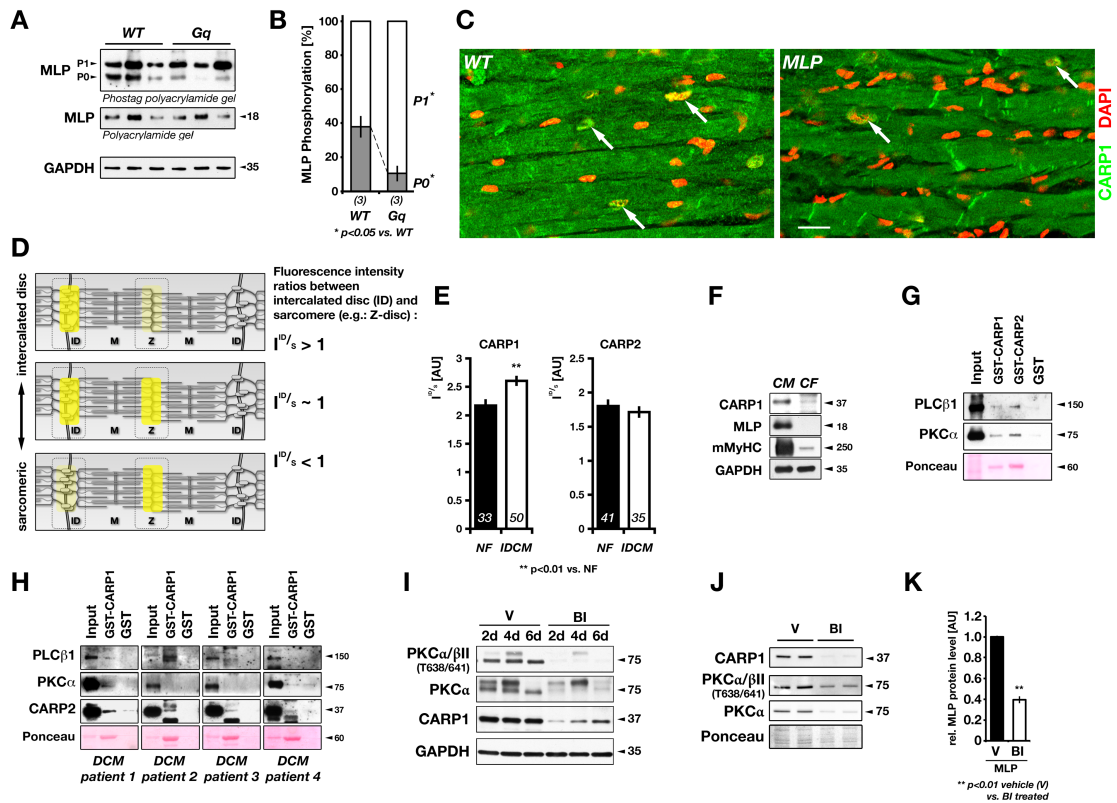 A
WT
Gq
MLP
P1
P0
Phostag polyacrylamide gel
MLP
18
Polyacrylamide gel
GAPDH
35
B
MLP Phosphorylation [%]
100
80
60
40
20
0
P1*
P0*
(3)
(3)
WT
Gq
* p<0.05 vs. WT
C
WT
MLP
CARP1 DAPI
D
intercalated disc
sarcomeric
ID M Z M ID
ID M Z M ID
ID M Z M ID
Fluorescence intensity
ratios between
intercalated disc (ID) and
sarcomere (e.g.: Z-disc) :
I ID/S > 1
I ID/S ~ 1
I ID/S < 1
E
CARP1
I ID/S [AU]
3
2.5
2
1.5
1
0.5
0
**
33
50
NF IDCM
CARP2
I ID/S [AU]
2.5
2
1.5
1
0.5
0
41
35
NF IDCM
** p<0.01 vs. NF
F
CM CF
CARP1
37
MLP
18
mMyHC
250
GAPDH
35
G
Input
GST-CARP1
GST-CARP2
GST
PLCβ1
150
PKCα
75
Ponceau
60
H
Input
GST-CARP1
GST
Input
GST-CARP1
GST
Input
GST-CARP1
GST
Input
GST-CARP1
GST
PLCβ1
150
PKCα
75
CARP2
37
Ponceau
60
DCM
patient 1
DCM
patient 2
DCM
patient 3
DCM
patient 4
I
V
BI
2d 4d 6d 2d 4d 6d
PKCα/βII
(T638/641)
75
PKCα
75
CARP1
37
GAPDH
35
J
V
BI
CARP1
37
PKCα/βII
(T638/641)
75
PKCα
75
Ponceau
K
rel. MLP protein level [AU]
1.2
1.0
0.8
0.6
0.4
0.2
0.0
**
V BI
MLP
** p<0.01 vehicle (V)
vs. BI treated